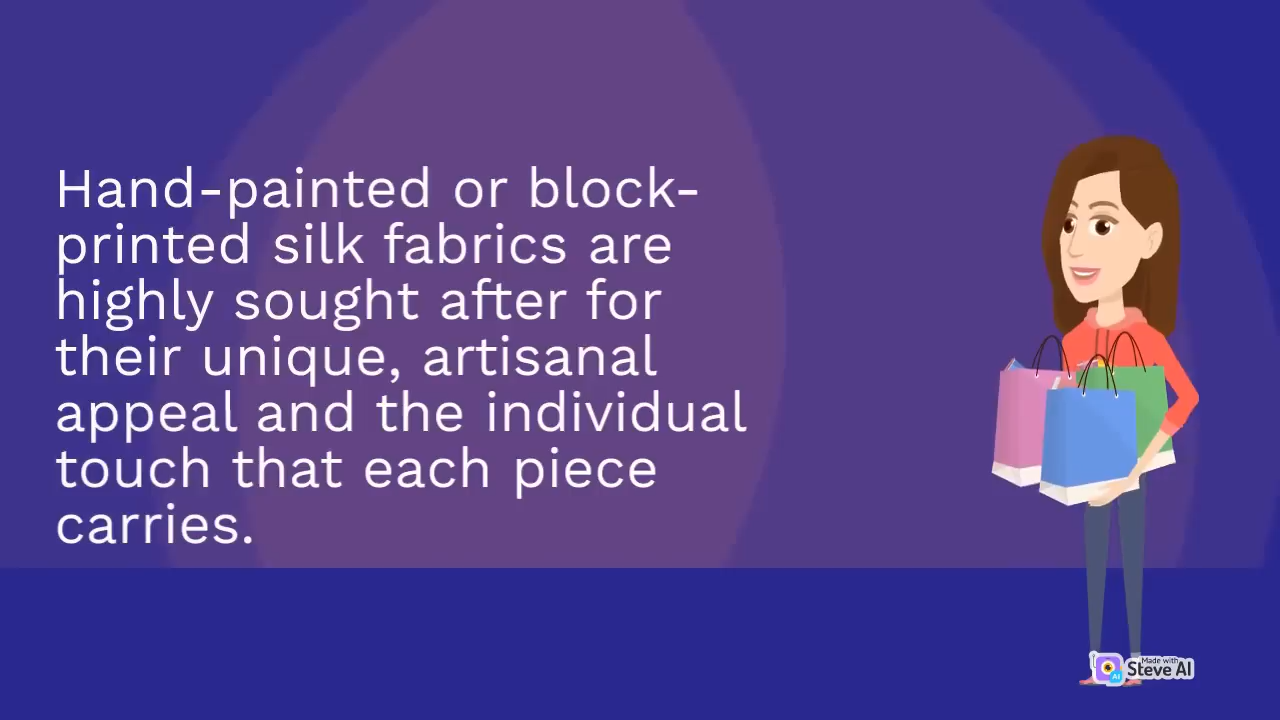 Hand-painted or block-
printed silk fabrics are
highly sought after for
their unique, artisanal
appeal and the individual
touch that each piece
carries.
Made with
Steve AI
AI